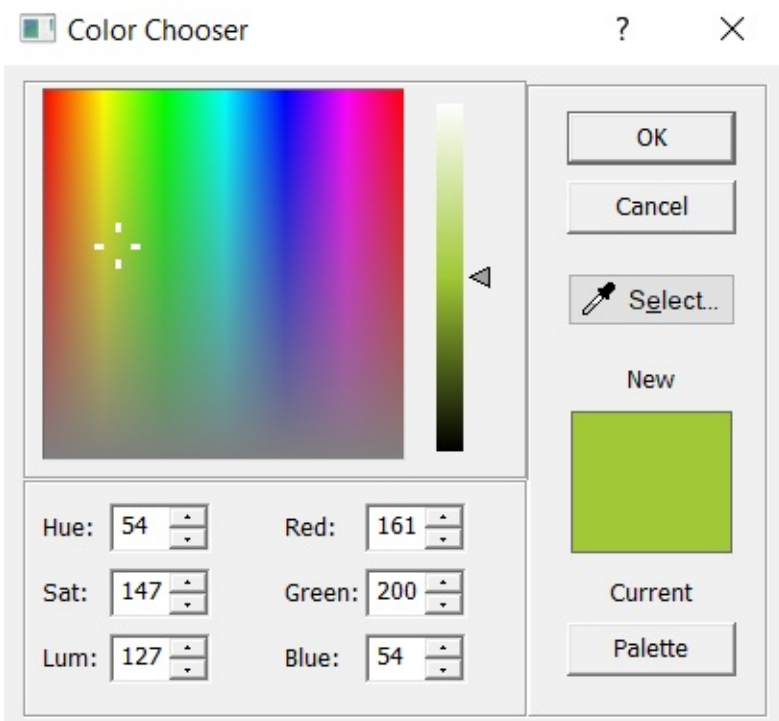 Color Chooser ? ×
OK
Cancel
Select...
New
Hue: 54 Red: 161
Sat: 147 Green: 200 Current
Lum: 127 Blue: 54 Palette